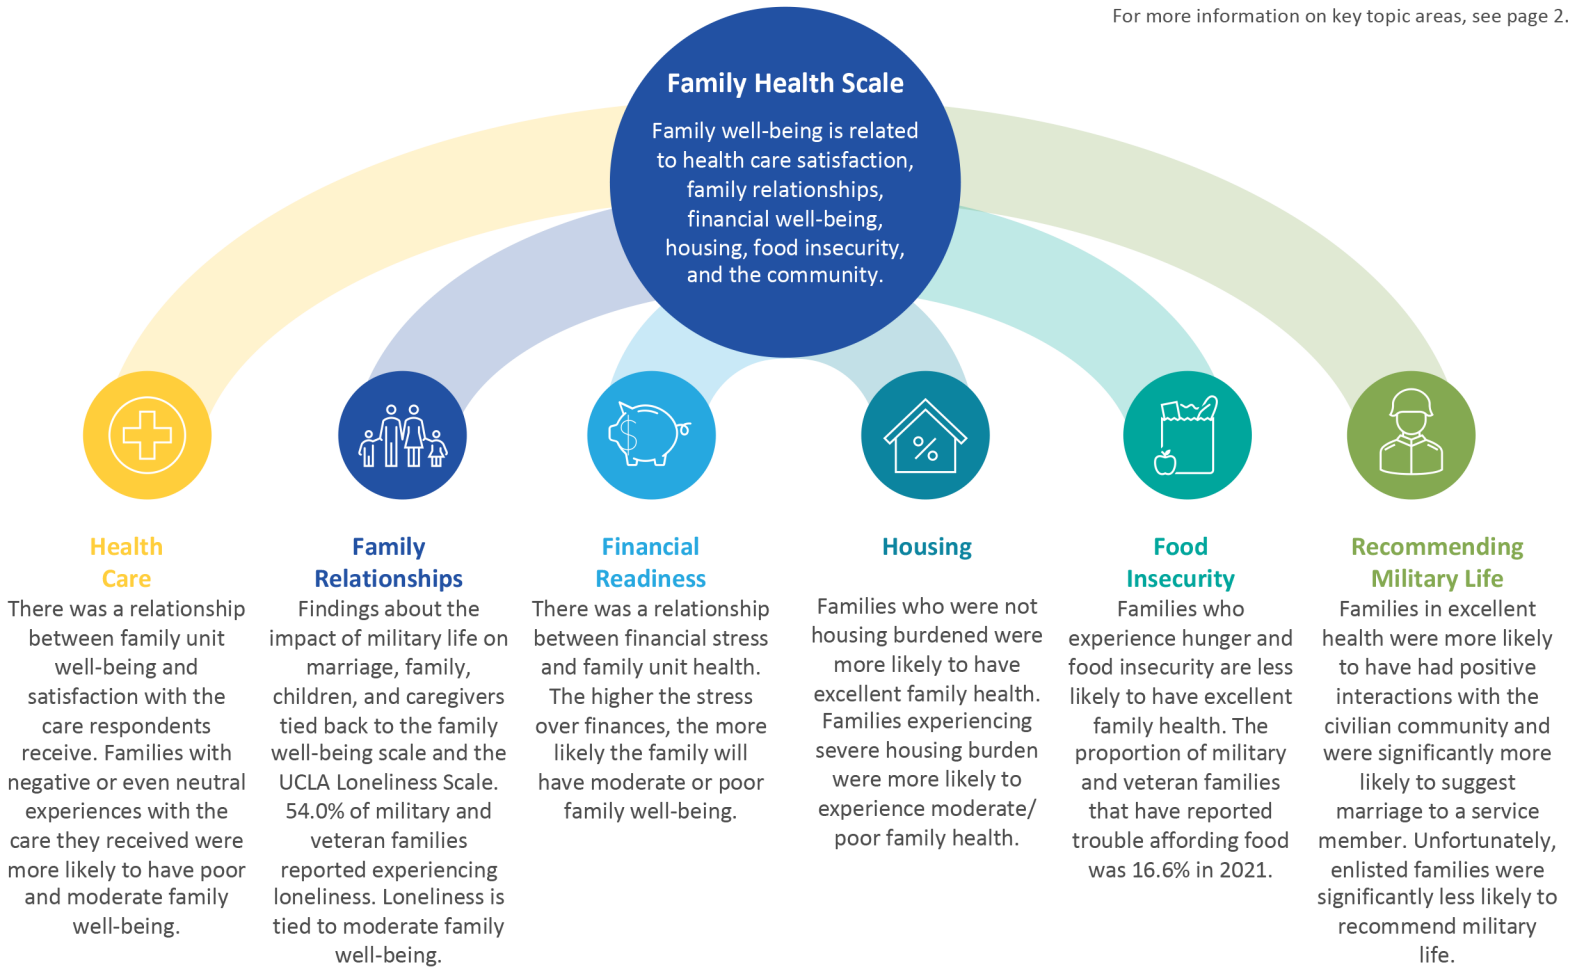 For more information on key topic areas, see page 2.
Family Health Scale
Family well-being is related
to health care satisfaction,
family relationships,
financial well-being,
housing, food insecurity,
and the community.
$
%
Health
Care
There was a relationship
between family unit
well-being and
satisfaction with the
care respondents
receive. Families with
negative or even neutral
experiences with the
care they received were
more likely to have poor
and moderate family
well-being.
Family
Relationships
Findings about the
impact of military life on
marriage, family,
children, and caregivers
tied back to the family
well-being scale and the
UCLA Loneliness Scale.
54.0% of military and
veteran families
reported experiencing
loneliness. Loneliness is
tied to moderate family
well-being.
Financial
Readiness
There was a relationship
between financial stress
and family unit health.
The higher the stress
over finances, the more
likely the family will
have moderate or poor
family well-being.
Housing
Families who were not
housing burdened were
more likely to have
excellent family health.
Families experiencing
severe housing burden
were more likely to
experience moderate/
poor family health.
Food
Insecurity
Families who
experience hunger and
food insecurity are less
likely to have excellent
family health. The
proportion of military
and veteran families
that have reported
trouble affording food
was 16.6% in 2021.
Recommending
Military Life
Families in excellent
health were more likely
to have had positive
interactions with the
civilian community and
were significantly more
likely to suggest
marriage to a service
member. Unfortunately,
enlisted families were
significantly less likely to
recommend military
life.